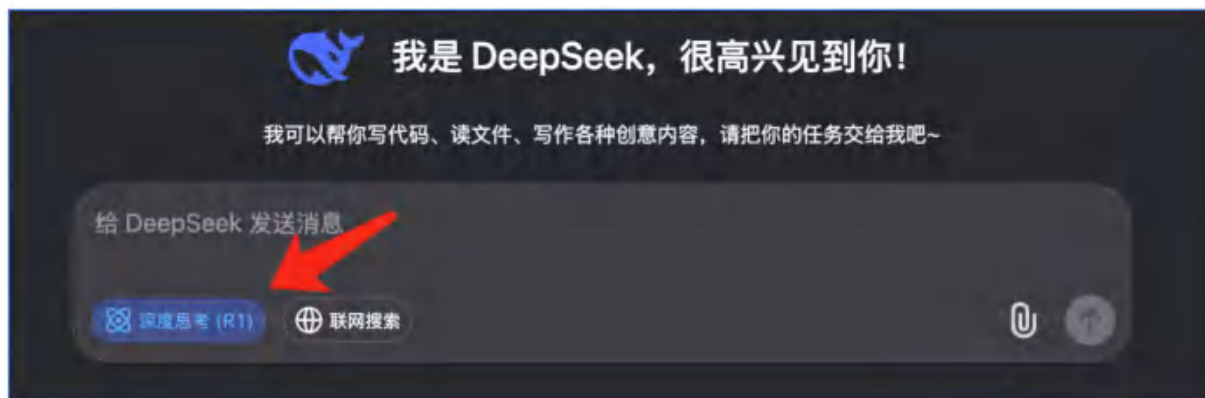 我是 DeepSeek，很高兴见到你！
我可以帮你写代码、读文件、写作各种创意内容，请把你的任务交给我吧~
给 DeepSeek 发送消息
深度思考 (R1) 联网搜索